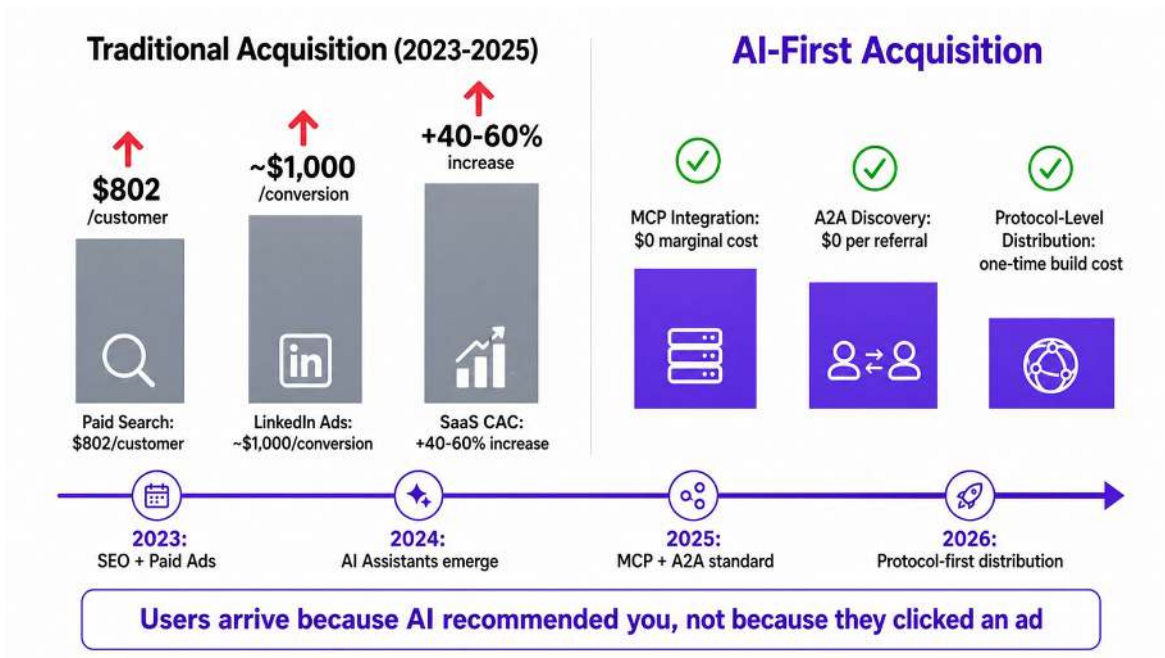 Traditional Acquisition (2023-2025)
$802
/customer
~$1,000
/conversion
+40-60%
increase
in
Paid Search:
$802/customer
LinkedIn Ads:
~$1,000/conversion
SaaS CAC:
+40-60% increase
AI-First Acquisition
MCP Integration:
$0 marginal cost
A2A Discovery:
$0 per referral
Protocol-Level
Distribution:
one-time build cost
2023:
SEO + Paid Ads
2024:
AI Assistants emerge
2025:
MCP + A2A standard
2026:
Protocol-first distribution
Users arrive because AI recommended you, not because they clicked an ad